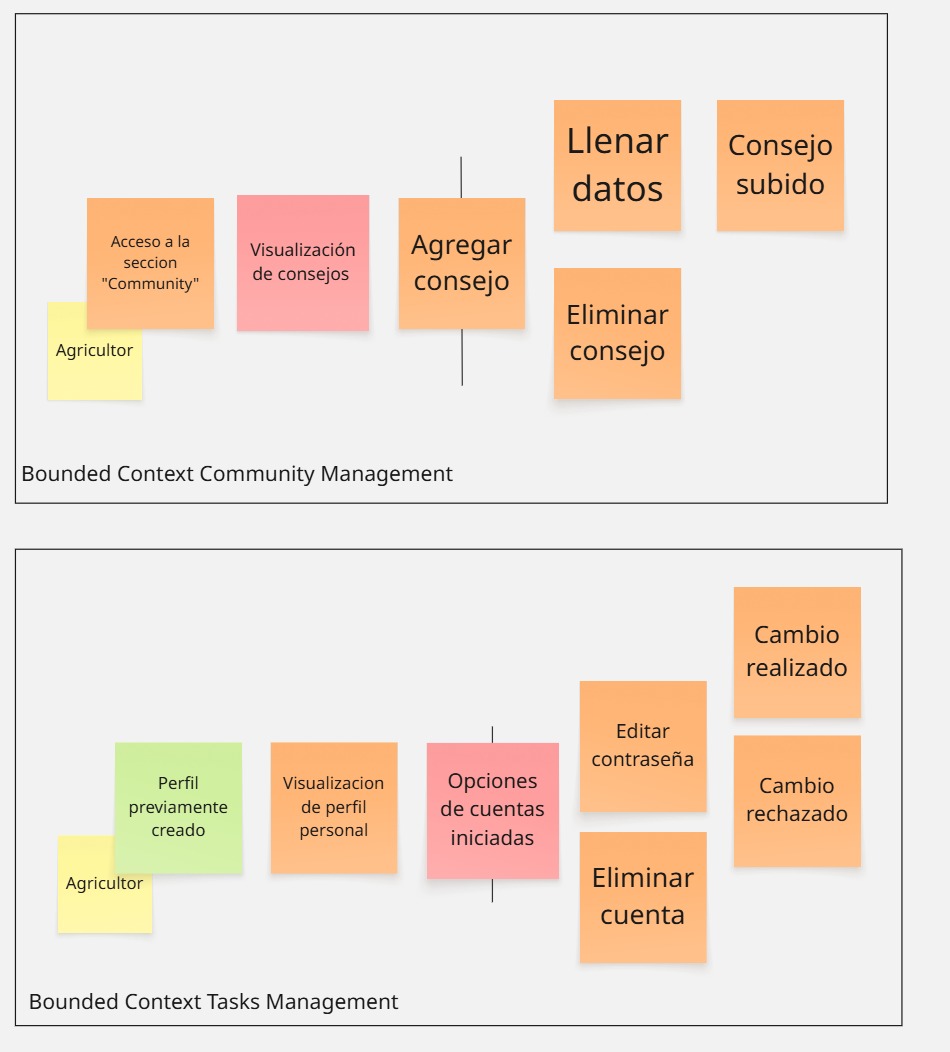 Llenar
datos
Consejo
subido
Acceso a la
seccion
"Community"
Visualización
de consejos
Agregar
consejo
Eliminar
consejo
Agricultor
Bounded Context Community Management
Cambio
realizado
Editar
contraseña
Perfil
previamente
creado
Visualizacion
de perfil
personal
Opciones
de cuentas
iniciadas
Cambio
rechazado
Agricultor
Eliminar
cuenta
Bounded Context Tasks Management